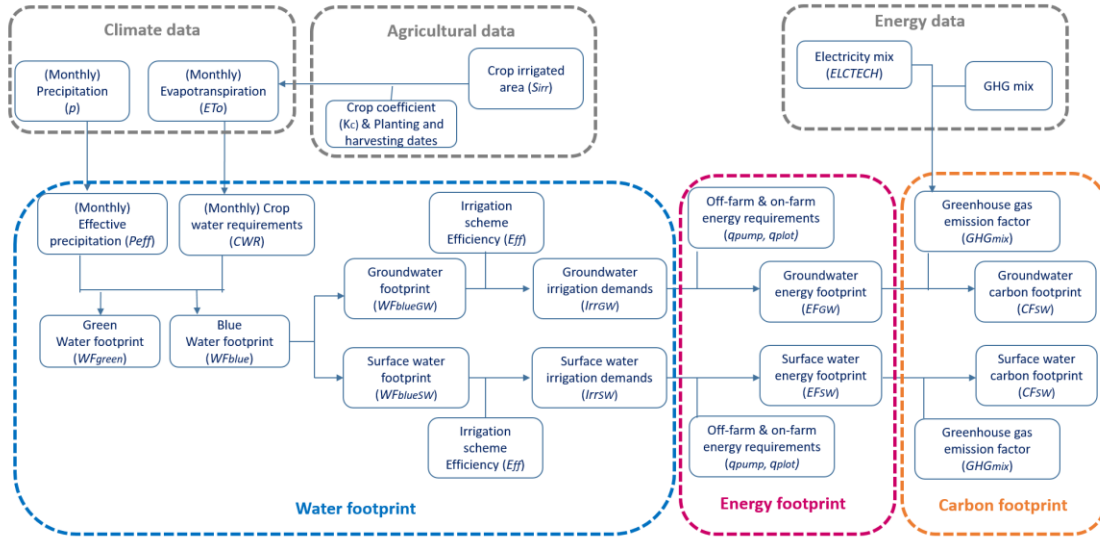 Climate data
Agricultural data
Energy data
(Monthly)
Precipitation
(p)
(Monthly)
Evapotranspiration
(ETo)
Crop irrigated
area (Sirr)
Crop coefficient
(Kc) & Planting and
harvesting dates
Electricity mix
(ELCTECH)
GHG mix
(Monthly)
Effective
precipitation (Peff)
(Monthly) Crop
water requirements
(CWR)
Irrigation
scheme
Efficiency (Eff)
Off-farm & on-farm
energy requirements
(qpump, qplot)
Greenhouse gas
emission factor
(GHGmix)
Green
Water footprint
(WFgreen)
Blue
Water footprint
(WFblue)
Groundwater
footprint
(WFblueGW)
Groundwater
irrigation demands
(IrrGW)
Groundwater
energy footprint
(EFGW)
Groundwater
carbon footprint
(CFSW)
Surface water
footprint
(WFblueSW)
Surface water
irrigation demands
(IrrSW)
Surface water
energy footprint
(EFSW)
Surface water
carbon footprint
(CFSW)
Irrigation
scheme
Efficiency (Eff)
Off-farm & on-farm
energy requirements
(qpump, qplot)
Greenhouse gas
emission factor
(GHGmix)
Water footprint
Energy footprint
Carbon footprint